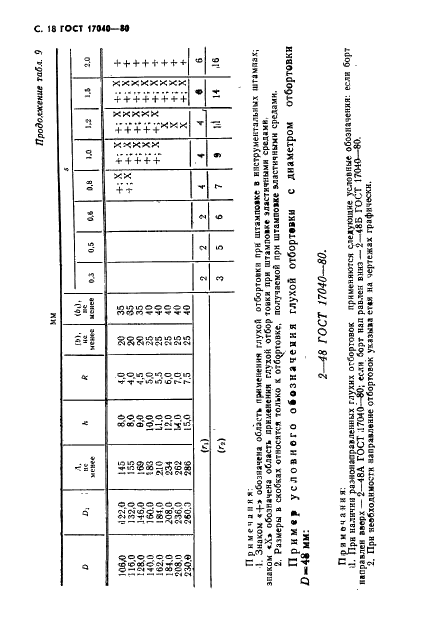 С. 18 ГОСТ 17040—80
Продолжение табл. 9
мм
D D₁ A, не менее h R (b), не менее (b₁), не менее s
0,3 0,5 0,6 0,8 1,0 1,2 1,5 2,0
106,0 122,0 145 8,0 4,0 20 35 +; X +; X +; X +; X +
116,0 132,0 155 8,0 4,0 20 35 +; X +; X +; X +; X +
128,0 146,0 169 9,0 4,5 20 35 +; X +; X +; X +
140,0 160,0 183 10,0 5,0 25 40 +; X +; X +; X +
162,0 184,0 210 11,0 5,5 25 40 +; X +; X +; X +
184,0 208,0 234 12,0 6,0 25 40 X +; X +
208,0 236,0 262 14,0 7,0 25 40 X +; X +
230,0 260,0 286 15,0 7,5 25 40 X +; X +
(r₁) 2 2 2 4 4 4 6 6
(r₂) 3 5 6 7 9 11 14 16
Примечания:
1. Знаком «+» обозначена область применения глухой отбортовки при штамповке в инструментальных штампах;
знаком «X» обозначена область применения глухой отбортовки при штамповке эластичными средами.
2. Размеры в скобках относятся только к отбортовке, получаемой при штамповке эластичными средами.
Пример условного обозначения глухой отбортовки с диаметром отбортовки
D=48 мм:
2—48 ГОСТ 17040—80.
Примечания:
1. При наличии разнонаправленных глухих отбортовок применяются следующие условные обозначения: если борт
направлен вверх — 2—48А ГОСТ 17040—80; если борт направлен вниз — 2—48Б ГОСТ 17040—80.
2. При необходимости направление отбортовок указывается на чертежах графически.